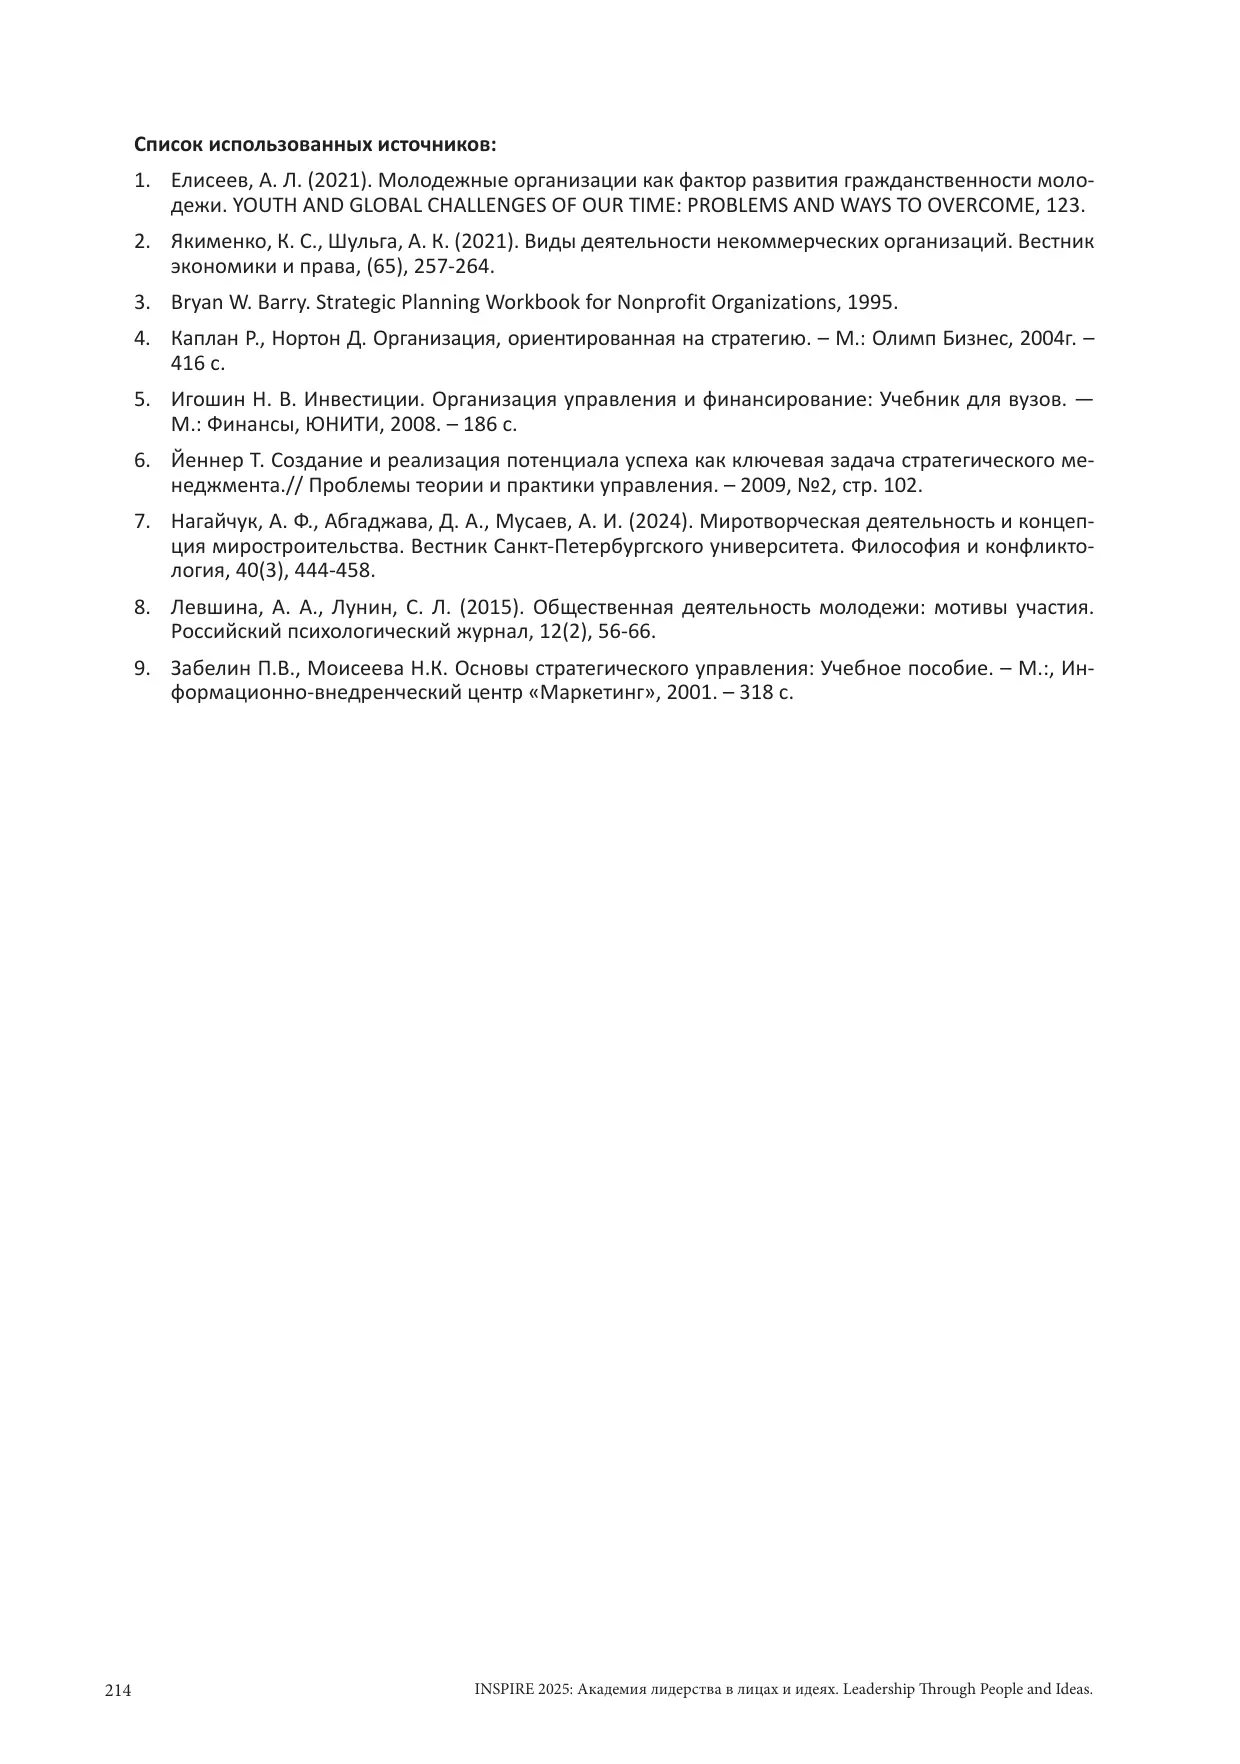 Список использованных источников:
1. Елисеев, А. Л. (2021). Молодежные организации как фактор развития гражданственности моло-
дежи. YOUTH AND GLOBAL CHALLENGES OF OUR TIME: PROBLEMS AND WAYS TO OVERCOME, 123.
2. Якименко, К. С., Шульга, А. К. (2021). Виды деятельности некоммерческих организаций. Вестник
экономики и права, (65), 257-264.
3. Bryan W. Barry. Strategic Planning Workbook for Nonprofit Organizations, 1995.
4. Каплан Р., Нортон Д. Организация, ориентированная на стратегию. – М.: Олимп Бизнес, 2004г. –
416 с.
5. Игошин Н. В. Инвестиции. Организация управления и финансирование: Учебник для вузов. —
М.: Финансы, ЮНИТИ, 2008. – 186 с.
6. Йеннер Т. Создание и реализация потенциала успеха как ключевая задача стратегического ме-
неджмента.// Проблемы теории и практики управления. – 2009, №2, стр. 102.
7. Нагайчук, А. Ф., Абгаджава, Д. А., Мусаев, А. И. (2024). Миротворческая деятельность и концеп-
ция миростроительства. Вестник Санкт-Петербургского университета. Философия и конфликто-
логия, 40(3), 444-458.
8. Левшина, А. А., Лунин, С. Л. (2015). Общественная деятельность молодежи: мотивы участия.
Российский психологический журнал, 12(2), 56-66.
9. Забелин П.В., Моисеева Н.К. Основы стратегического управления: Учебное пособие. – М.:, Ин-
формационно-внедренческий центр «Маркетинг», 2001. – 318 с.
214 INSPIRE 2025: Академия лидерства в лицах и идеях. Leadership Through People and Ideas.